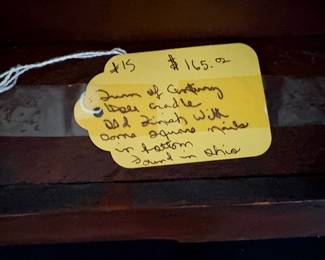 #15 $165.00
Turn of Century
Doll Cradle
Old Finish With
some square nails
in bottom
Found in Ohio